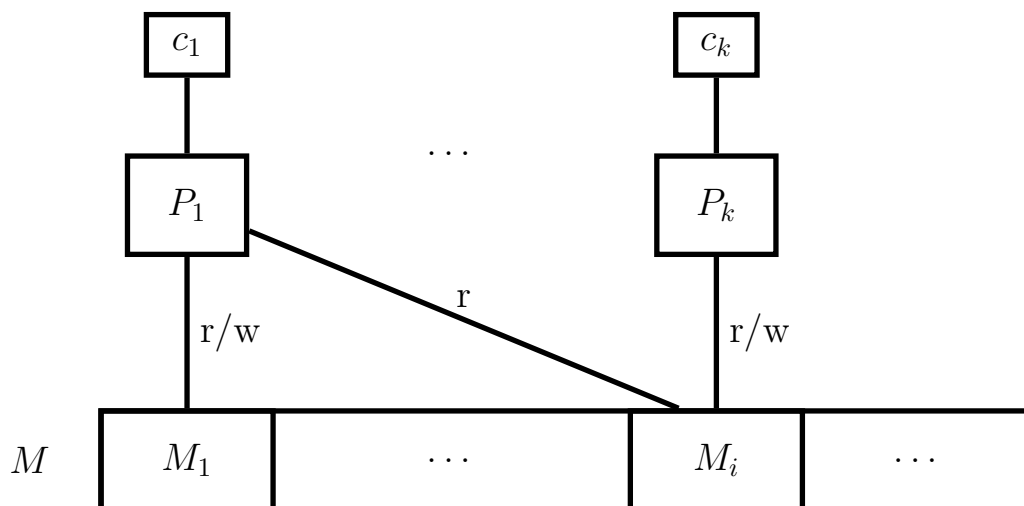 c₁ cₖ
...
P₁ Pₖ
r
r/w r/w
M M₁ ... Mᵢ ...